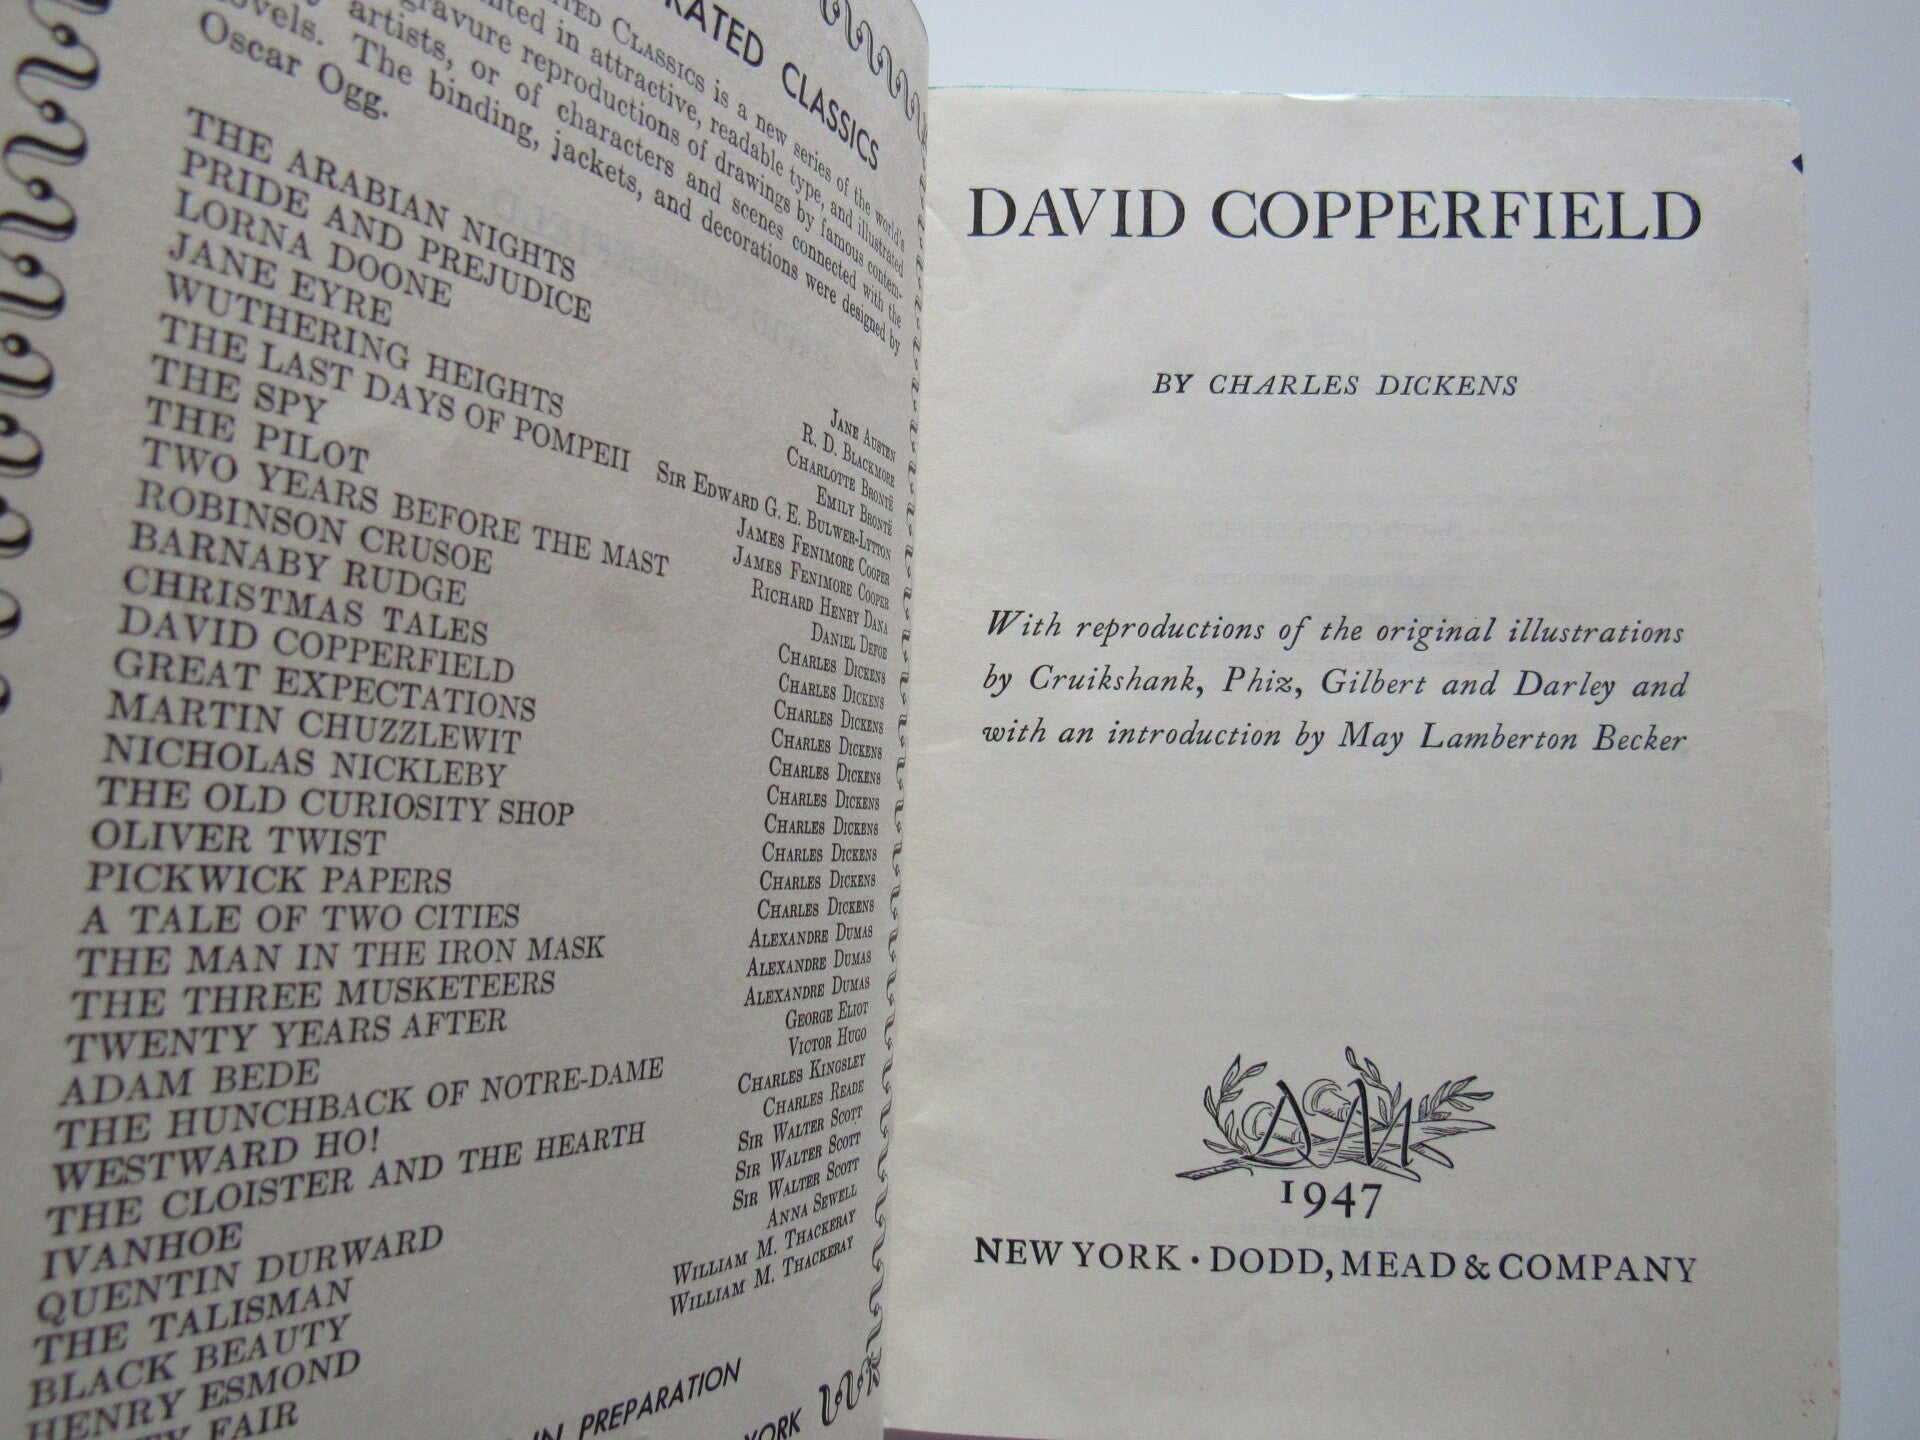 RATED CLASSICS
TED CLASSICS is a new series of the world's
nted in attractive, readable type, and illustrated
gravure reproductions of drawings by famous contem-
artists, or of characters and scenes connected with the
ovels. The binding, jackets, and decorations were designed by
Oscar Ogg.
THE ARABIAN NIGHTS
PRIDE AND PREJUDICE JANE AUSTEN
LORNA DOONE R. D. BLACKMORE
JANE EYRE CHARLOTTE BRONTË
WUTHERING HEIGHTS EMILY BRONTË
THE LAST DAYS OF POMPEII SIR EDWARD G. E. BULWER-LYTTON
THE SPY JAMES FENIMORE COOPER
THE PILOT JAMES FENIMORE COOPER
TWO YEARS BEFORE THE MAST RICHARD HENRY DANA
ROBINSON CRUSOE DANIEL DEFOE
BARNABY RUDGE CHARLES DICKENS
CHRISTMAS TALES CHARLES DICKENS
DAVID COPPERFIELD CHARLES DICKENS
GREAT EXPECTATIONS CHARLES DICKENS
MARTIN CHUZZLEWIT CHARLES DICKENS
NICHOLAS NICKLEBY CHARLES DICKENS
THE OLD CURIOSITY SHOP CHARLES DICKENS
OLIVER TWIST CHARLES DICKENS
PICKWICK PAPERS CHARLES DICKENS
A TALE OF TWO CITIES CHARLES DICKENS
THE MAN IN THE IRON MASK ALEXANDRE DUMAS
THE THREE MUSKETEERS ALEXANDRE DUMAS
TWENTY YEARS AFTER ALEXANDRE DUMAS
ADAM BEDE GEORGE ELIOT
THE HUNCHBACK OF NOTRE-DAME VICTOR HUGO
WESTWARD HO! CHARLES KINGSLEY
THE CLOISTER AND THE HEARTH CHARLES READE
IVANHOE SIR WALTER SCOTT
QUENTIN DURWARD SIR WALTER SCOTT
THE TALISMAN SIR WALTER SCOTT
BLACK BEAUTY ANNA SEWELL
HENRY ESMOND WILLIAM M. THACKERAY
FAIR WILLIAM M. THACKERAY
IN PREPARATION
YORK
DAVID COPPERFIELD
BY CHARLES DICKENS
With reproductions of the original illustrations
by Cruikshank, Phiz, Gilbert and Darley and
with an introduction by May Lamberton Becker
DM
1947
NEW YORK · DODD, MEAD & COMPANY